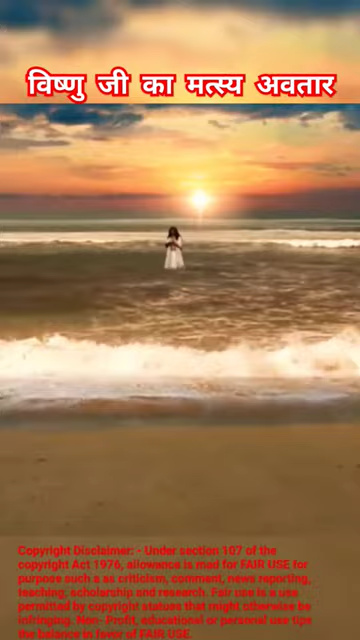 विष्णु जी का मत्स्य अवतार
Copyright Disclaimer: - Under section 107 of the
copyright Act 1976, allowance is mad for FAIR USE for
purpose such a as criticism, comment, news reporting,
teaching, scholarship and research. Fair use is a use
permitted by copyright statues that might otherwise be
infringing. Non- Profit, educational or personal use tips
the balance in favor of FAIR USE.